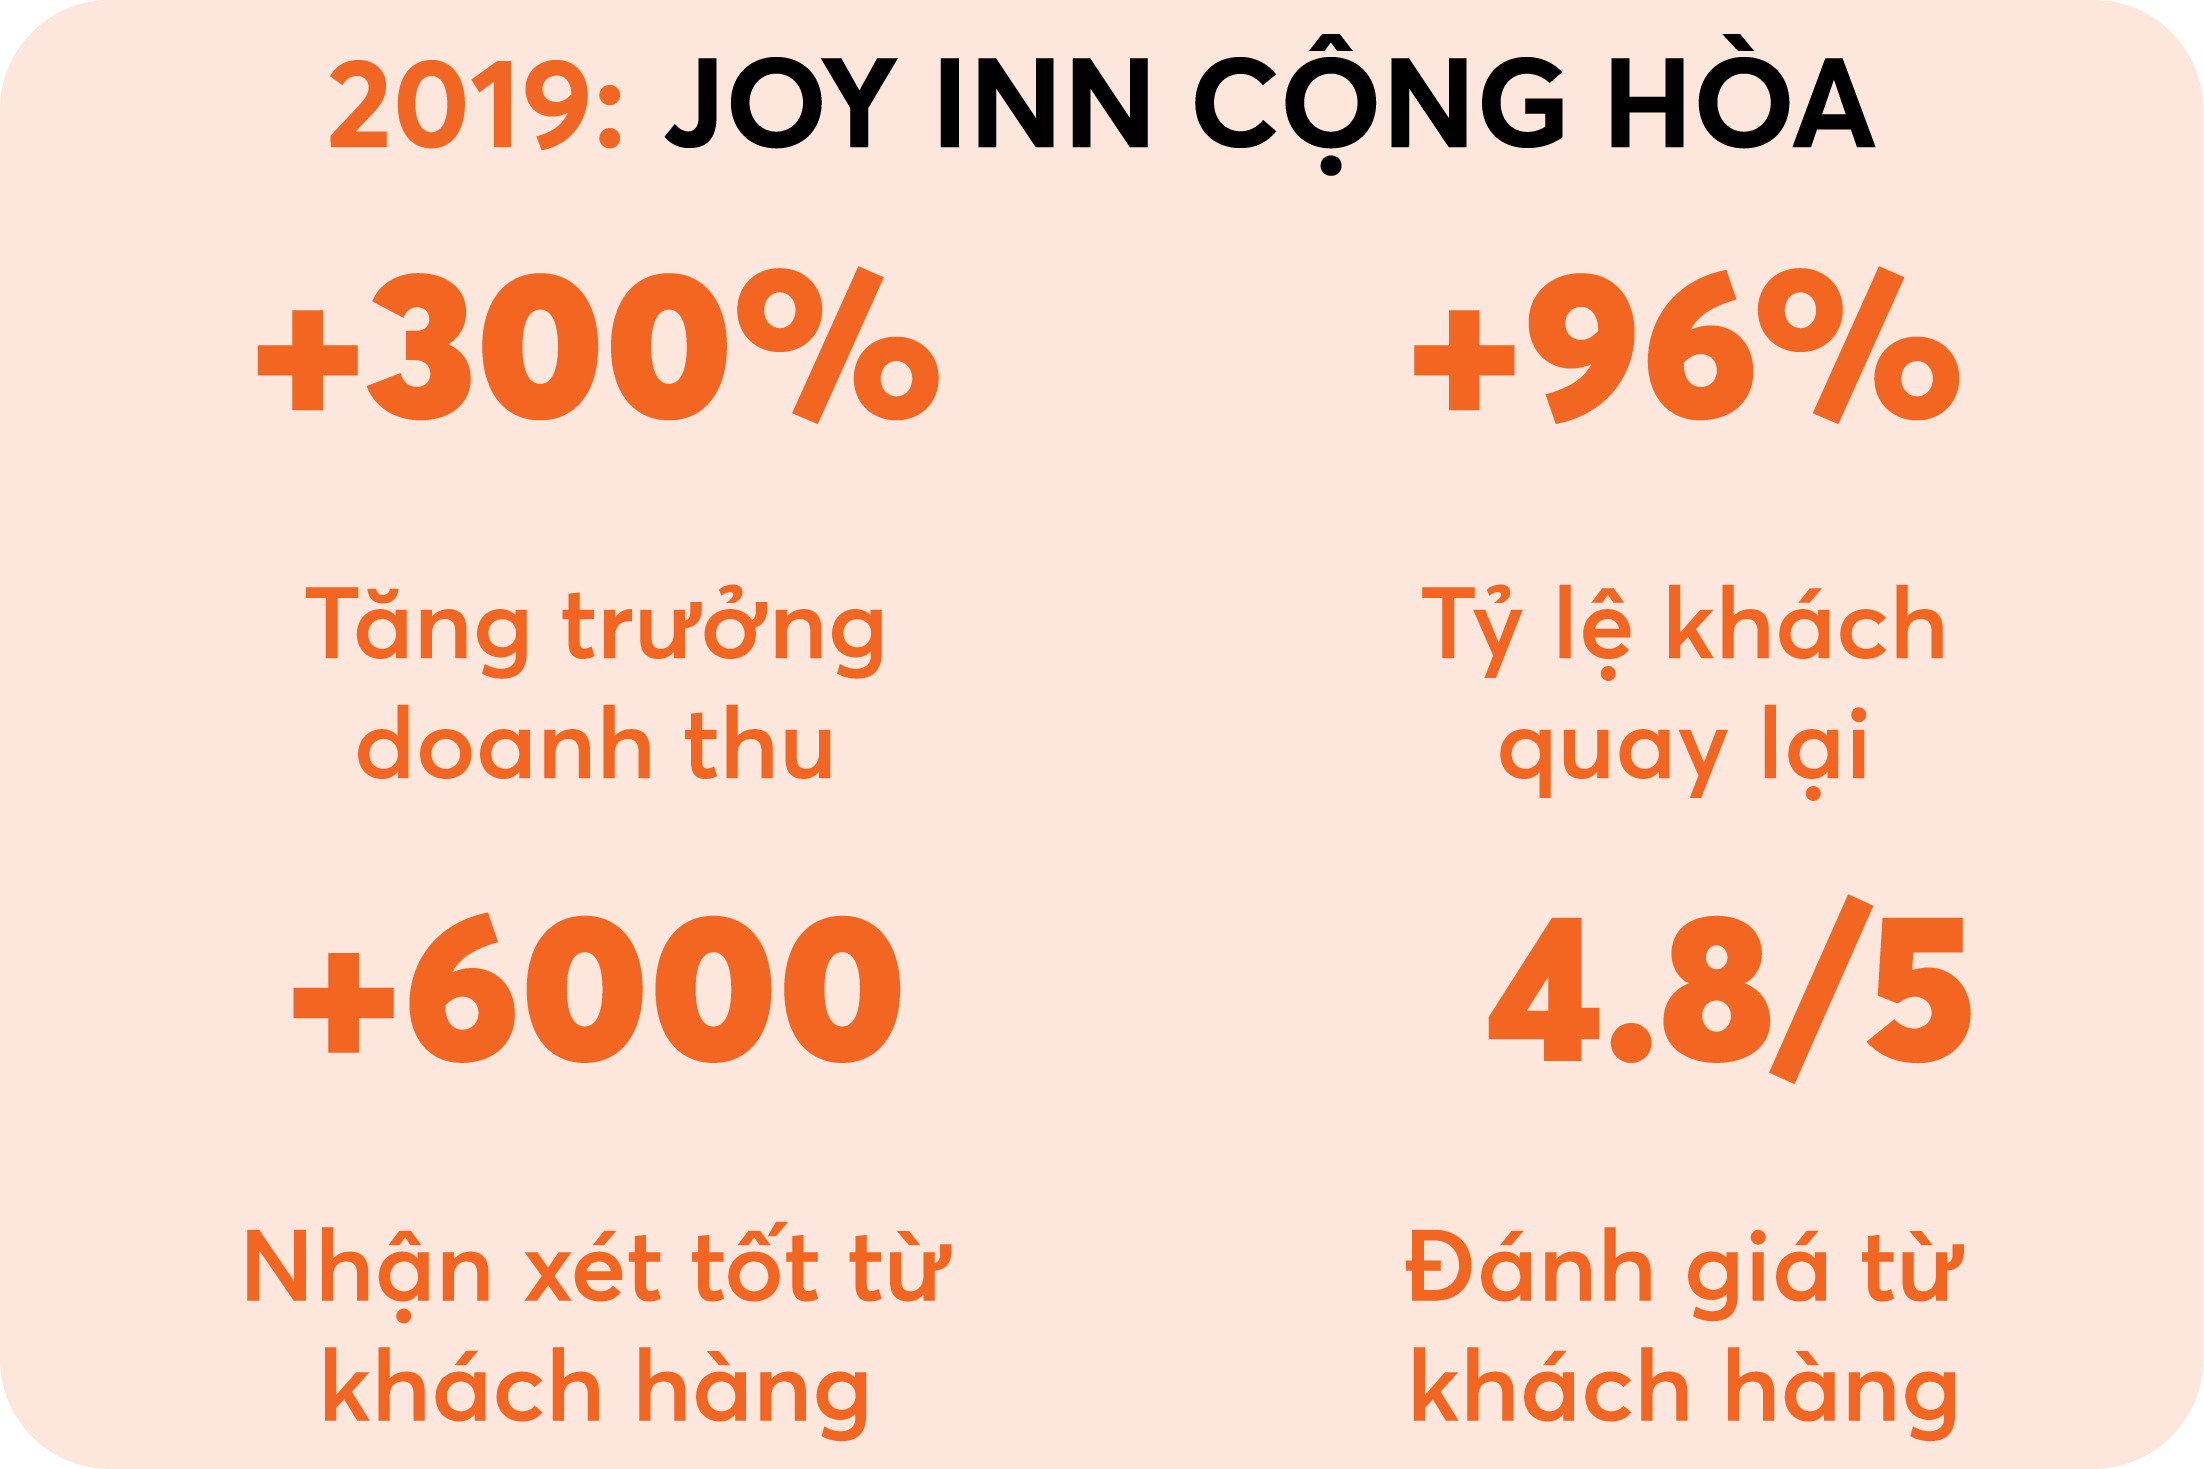 2019: JOY INN CỘNG HÒA
+300%
Tăng trưởng
doanh thu
+96%
Tỷ lệ khách
quay lại
+6000
Nhận xét tốt từ
khách hàng
4.8/5
Đánh giá từ
khách hàng